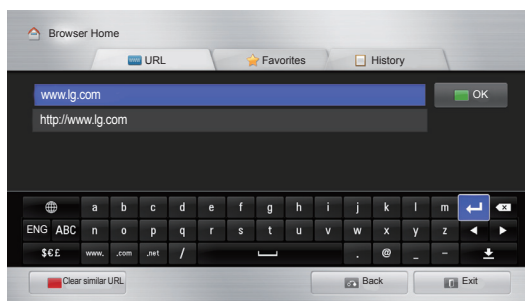 Browser Home
www URL
Favorites
History
www.lg.com
OK
http://www.lg.com
a b c d e f g h i j k l m
ENG ABC n o p q r s t u v w x y z
$€£ www. .com .net / . @ _ -
Clear similar URL
Back
Exit